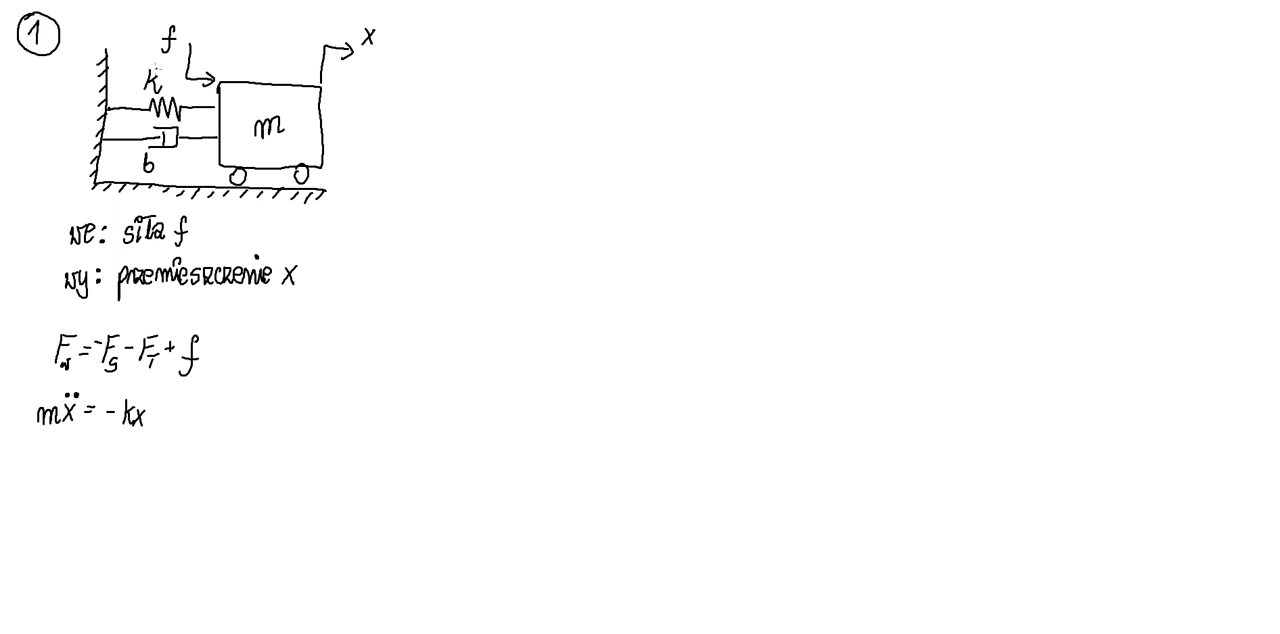 1
f
x
k
m
b
we: siła f
wy: przemieszczenie x
F_w = -F_S - F_T + f
mẍ = -kx